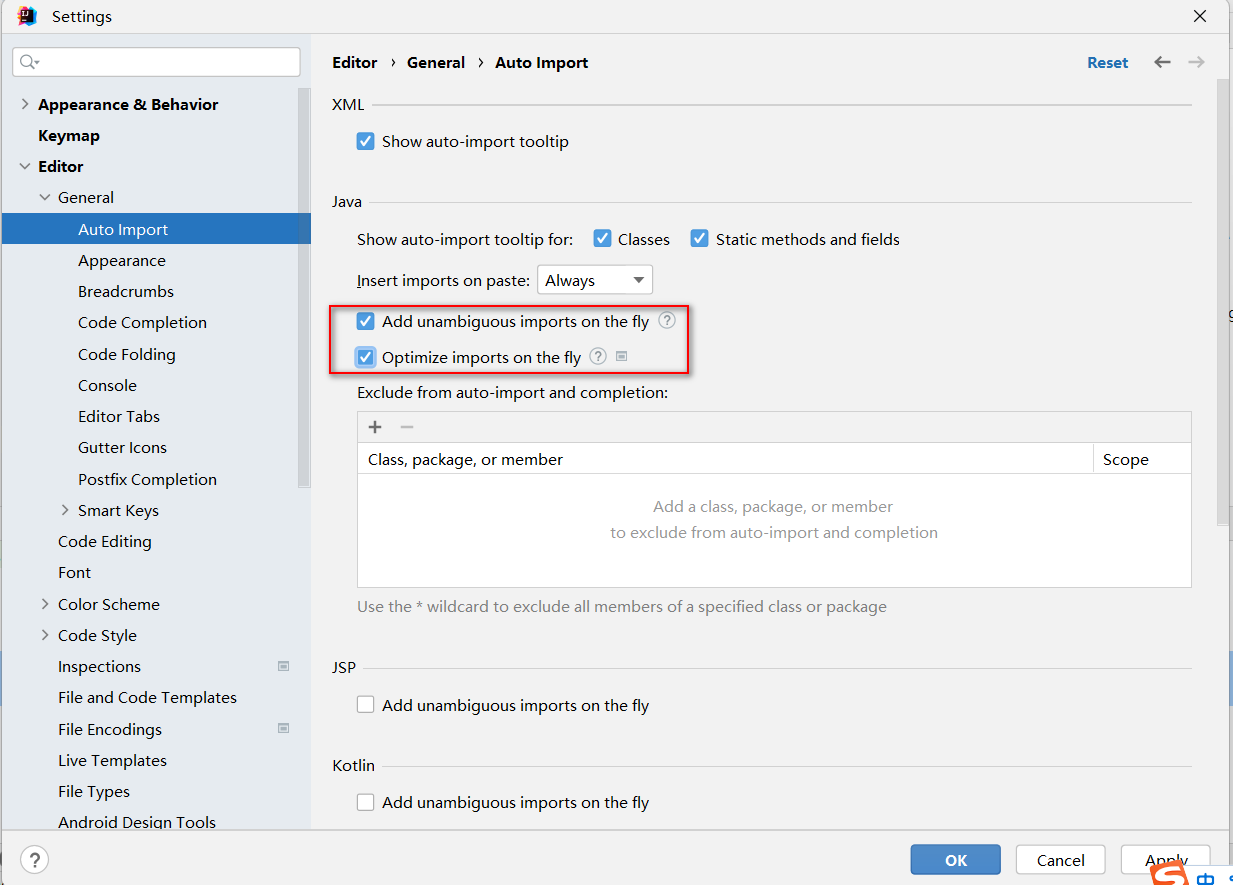 Settings
Editor › General › Auto Import
Reset
Appearance & Behavior
Keymap
Editor
General
Auto Import
Appearance
Breadcrumbs
Code Completion
Code Folding
Console
Editor Tabs
Gutter Icons
Postfix Completion
Smart Keys
Code Editing
Font
Color Scheme
Code Style
Inspections
File and Code Templates
File Encodings
Live Templates
File Types
Android Design Tools
XML
Show auto-import tooltip
Java
Show auto-import tooltip for: Classes Static methods and fields
Insert imports on paste: Always
Add unambiguous imports on the fly ?
Optimize imports on the fly ?
Exclude from auto-import and completion:
Class, package, or member Scope
Add a class, package, or member
to exclude from auto-import and completion
Use the * wildcard to exclude all members of a specified class or package
JSP
Add unambiguous imports on the fly
Kotlin
Add unambiguous imports on the fly
? OK Cancel Apply
中